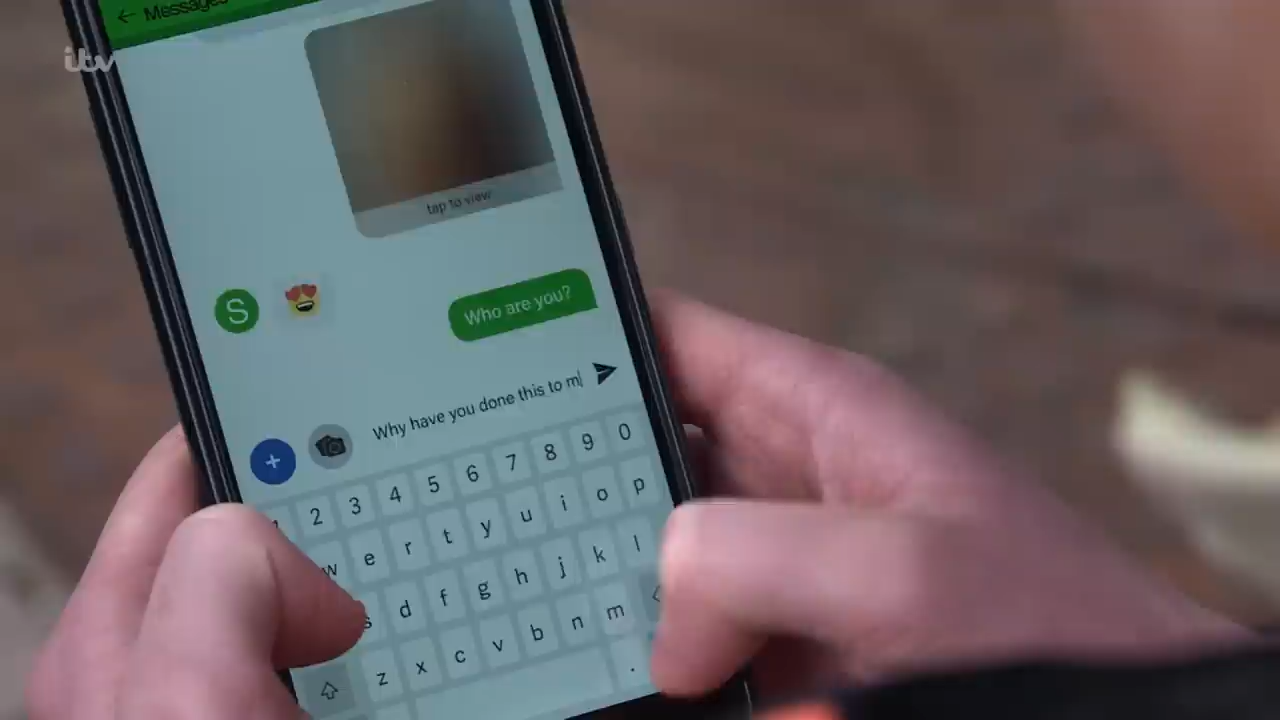 ← Messages
itv
tap to view
S
Who are you?
Why have you done this to m
+
2 3 4 5 6 7 8 9 0
w e r t y u i o p
s d f g h j k l
z x c v b n m
.